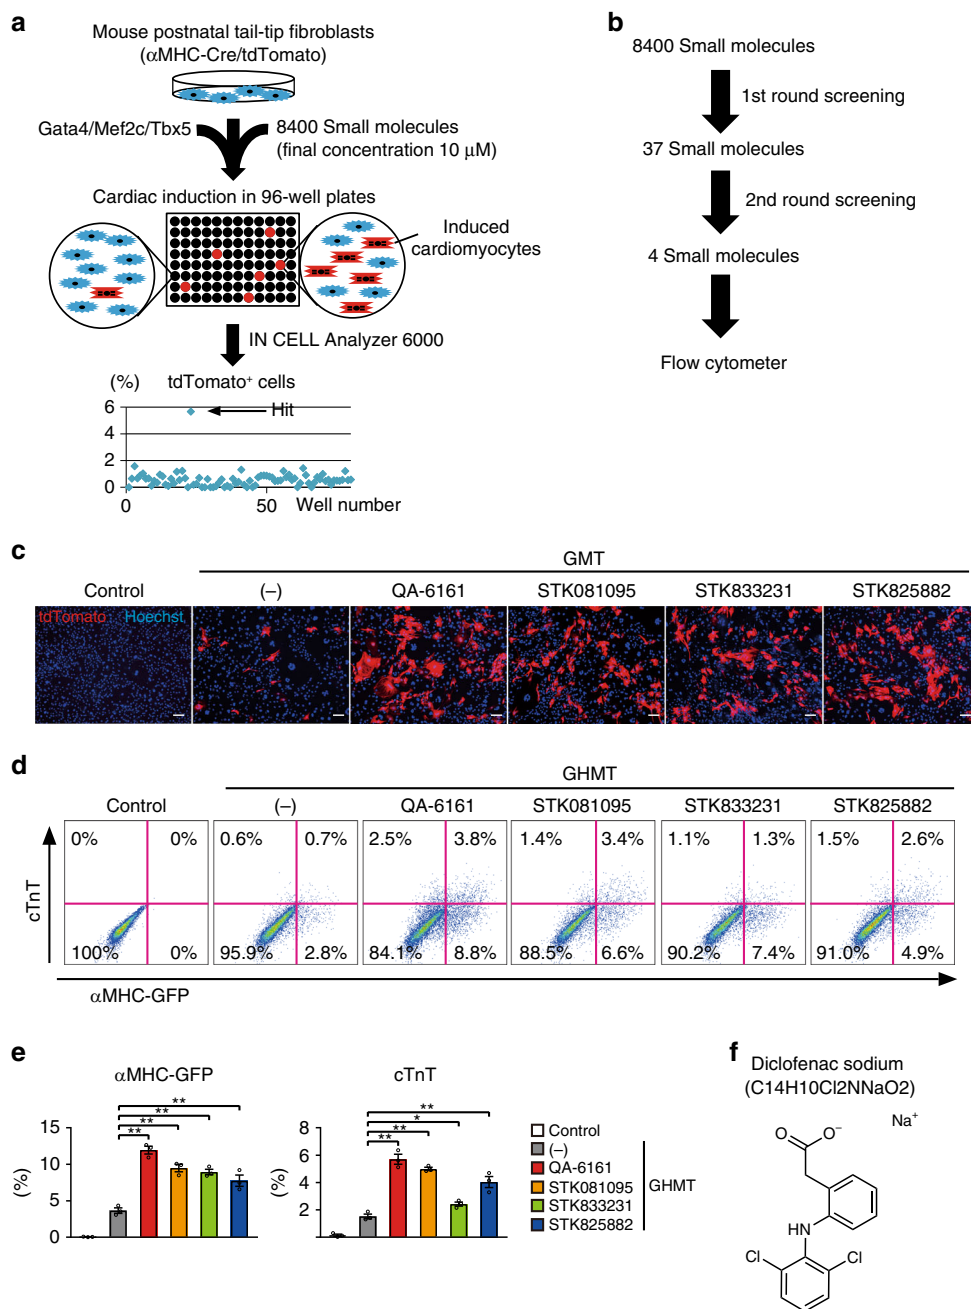 a
Mouse postnatal tail-tip fibroblasts
(αMHC-Cre/tdTomato)
Gata4/Mef2c/Tbx5
8400 Small molecules
(final concentration 10 μM)
Cardiac induction in 96-well plates
Induced
cardiomyocytes
IN CELL Analyzer 6000
(%)
tdTomato⁺ cells
6
Hit
4
2
0
0
50
Well number
b
8400 Small molecules
1st round screening
37 Small molecules
2nd round screening
4 Small molecules
Flow cytometer
c
GMT
Control
(–)
QA-6161
STK081095
STK833231
STK825882
tdTomato Hoechst
d
GHMT
Control
(–)
QA-6161
STK081095
STK833231
STK825882
0% 0%
0.6% 0.7%
2.5% 3.8%
1.4% 3.4%
1.1% 1.3%
1.5% 2.6%
cTnT
100% 0%
95.9% 2.8%
84.1% 8.8%
88.5% 6.6%
90.2% 7.4%
91.0% 4.9%
αMHC-GFP
e
αMHC-GFP
**
**
**
**
15
10
5
0
(%)
cTnT
**
*
**
**
8
6
4
2
(%)
Control
(–)
QA-6161
STK081095
STK833231
STK825882
GHMT
f
Diclofenac sodium
(C14H10Cl2NNaO2)
Na⁺
O
O⁻
HN
Cl
Cl